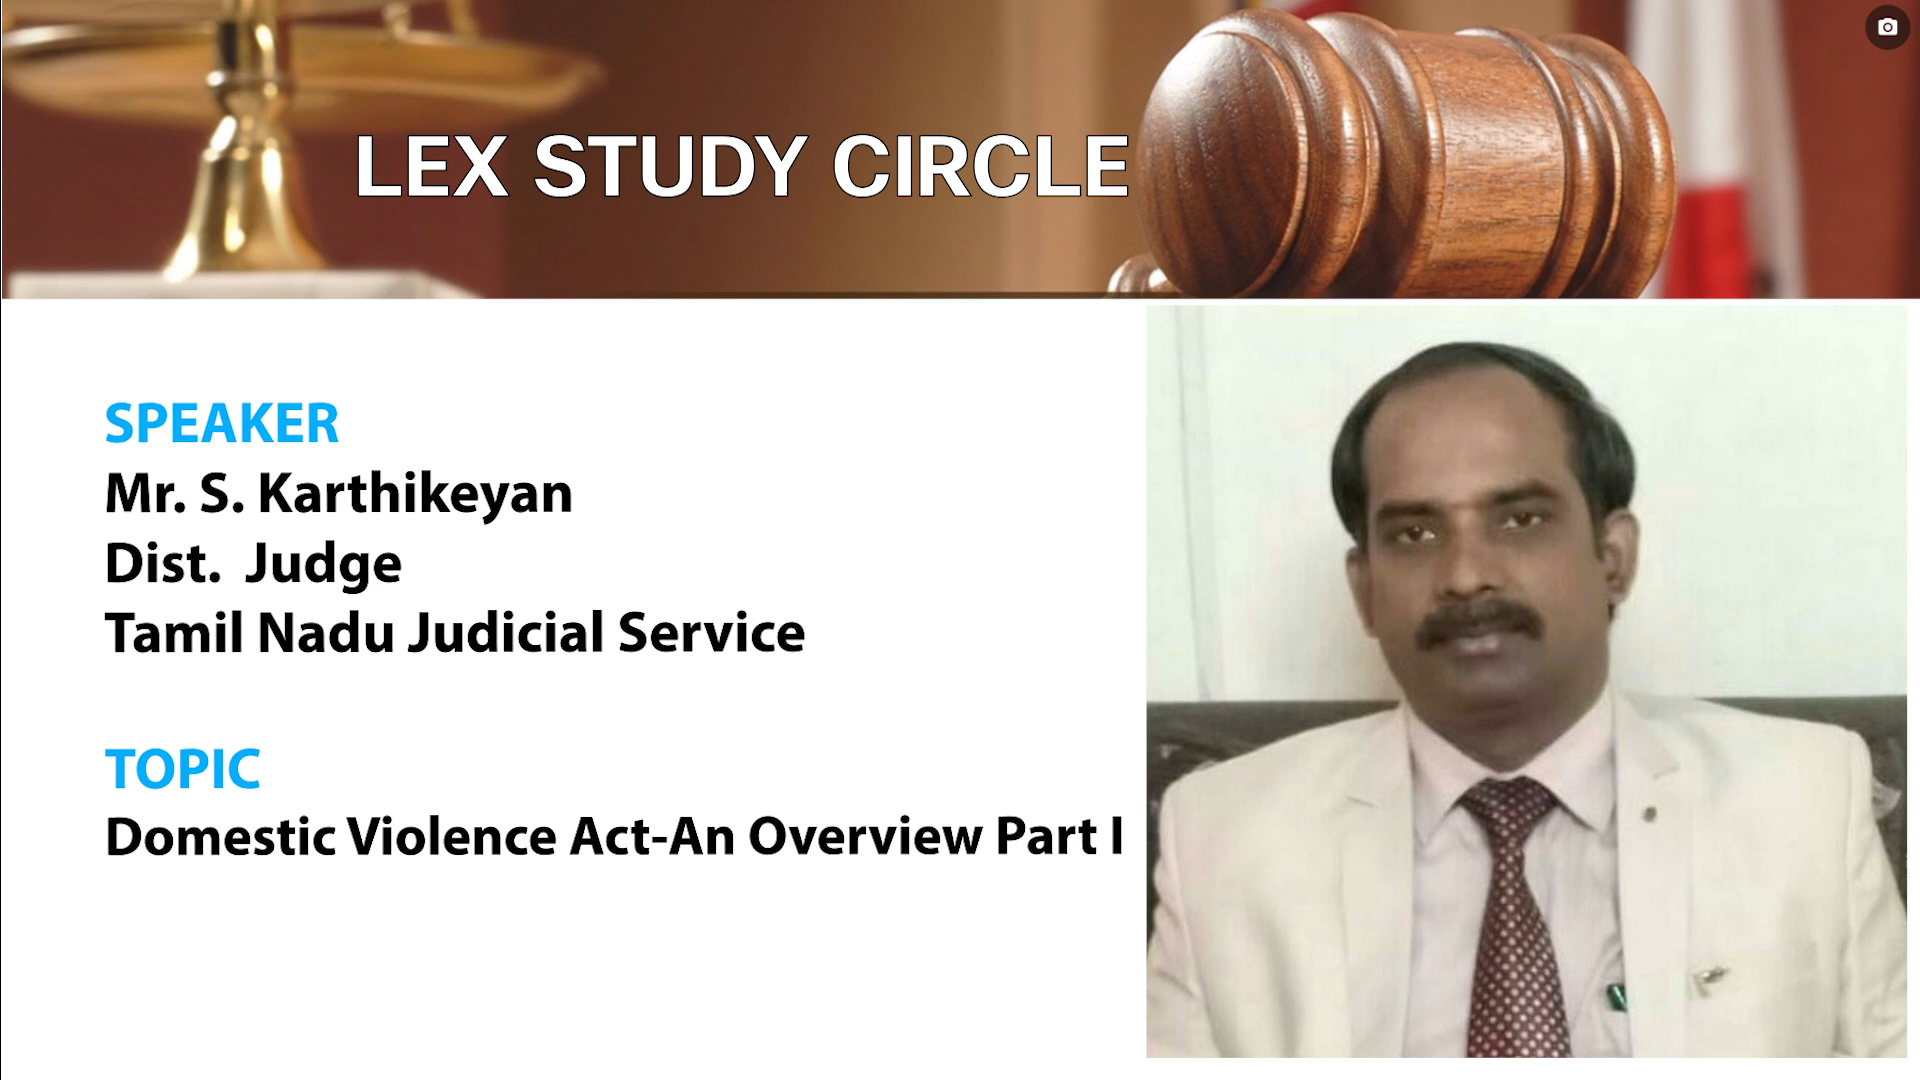 LEX STUDY CIRCLE
SPEAKER
Mr. S. Karthikeyan
Dist. Judge
Tamil Nadu Judicial Service
TOPIC
Domestic Violence Act-An Overview Part I